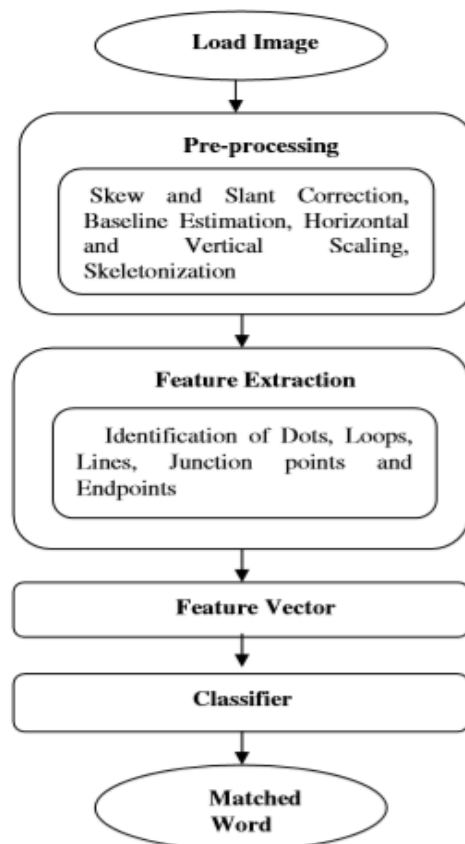 Load Image
Pre-processing
Skew and Slant Correction,
Baseline Estimation, Horizontal
and Vertical Scaling,
Skeletonization
Feature Extraction
Identification of Dots, Loops,
Lines, Junction points and
Endpoints
Feature Vector
Classifier
Matched
Word